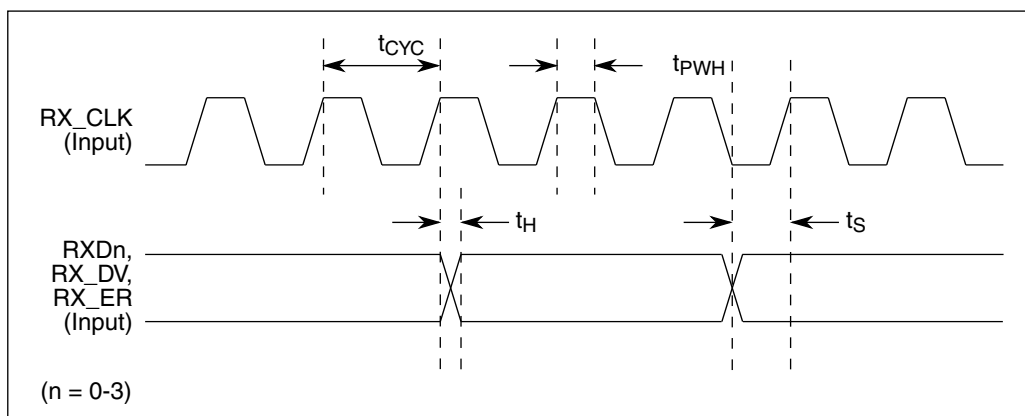 tCYC
tPWH
RX_CLK
(Input)
tH
tS
RXDn,
RX_DV,
RX_ER
(Input)
(n = 0-3)